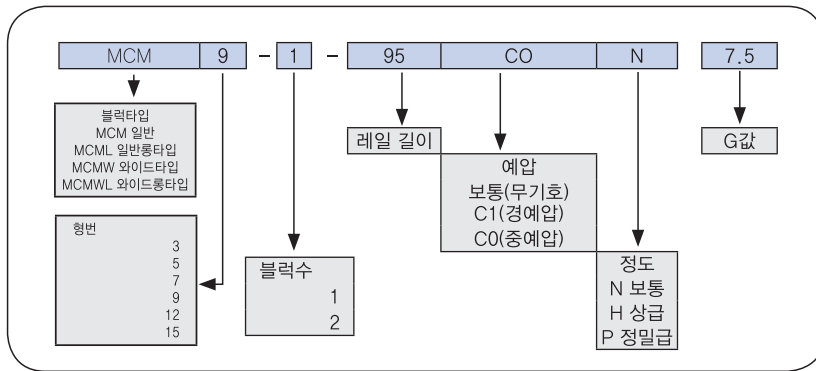 MCM 9 - 1 - 95 CO N 7.5
블럭타입
MCM 일반
MCML 일반롱타입
MCMW 와이드타입
MCMWL 와이드롱타입
레일 길이
G값
예압
보통(무기호)
C1(경예압)
C0(중예압)
형번
3
5
7
9
12
15
블럭수
1
2
정도
N 보통
H 상급
P 정밀급